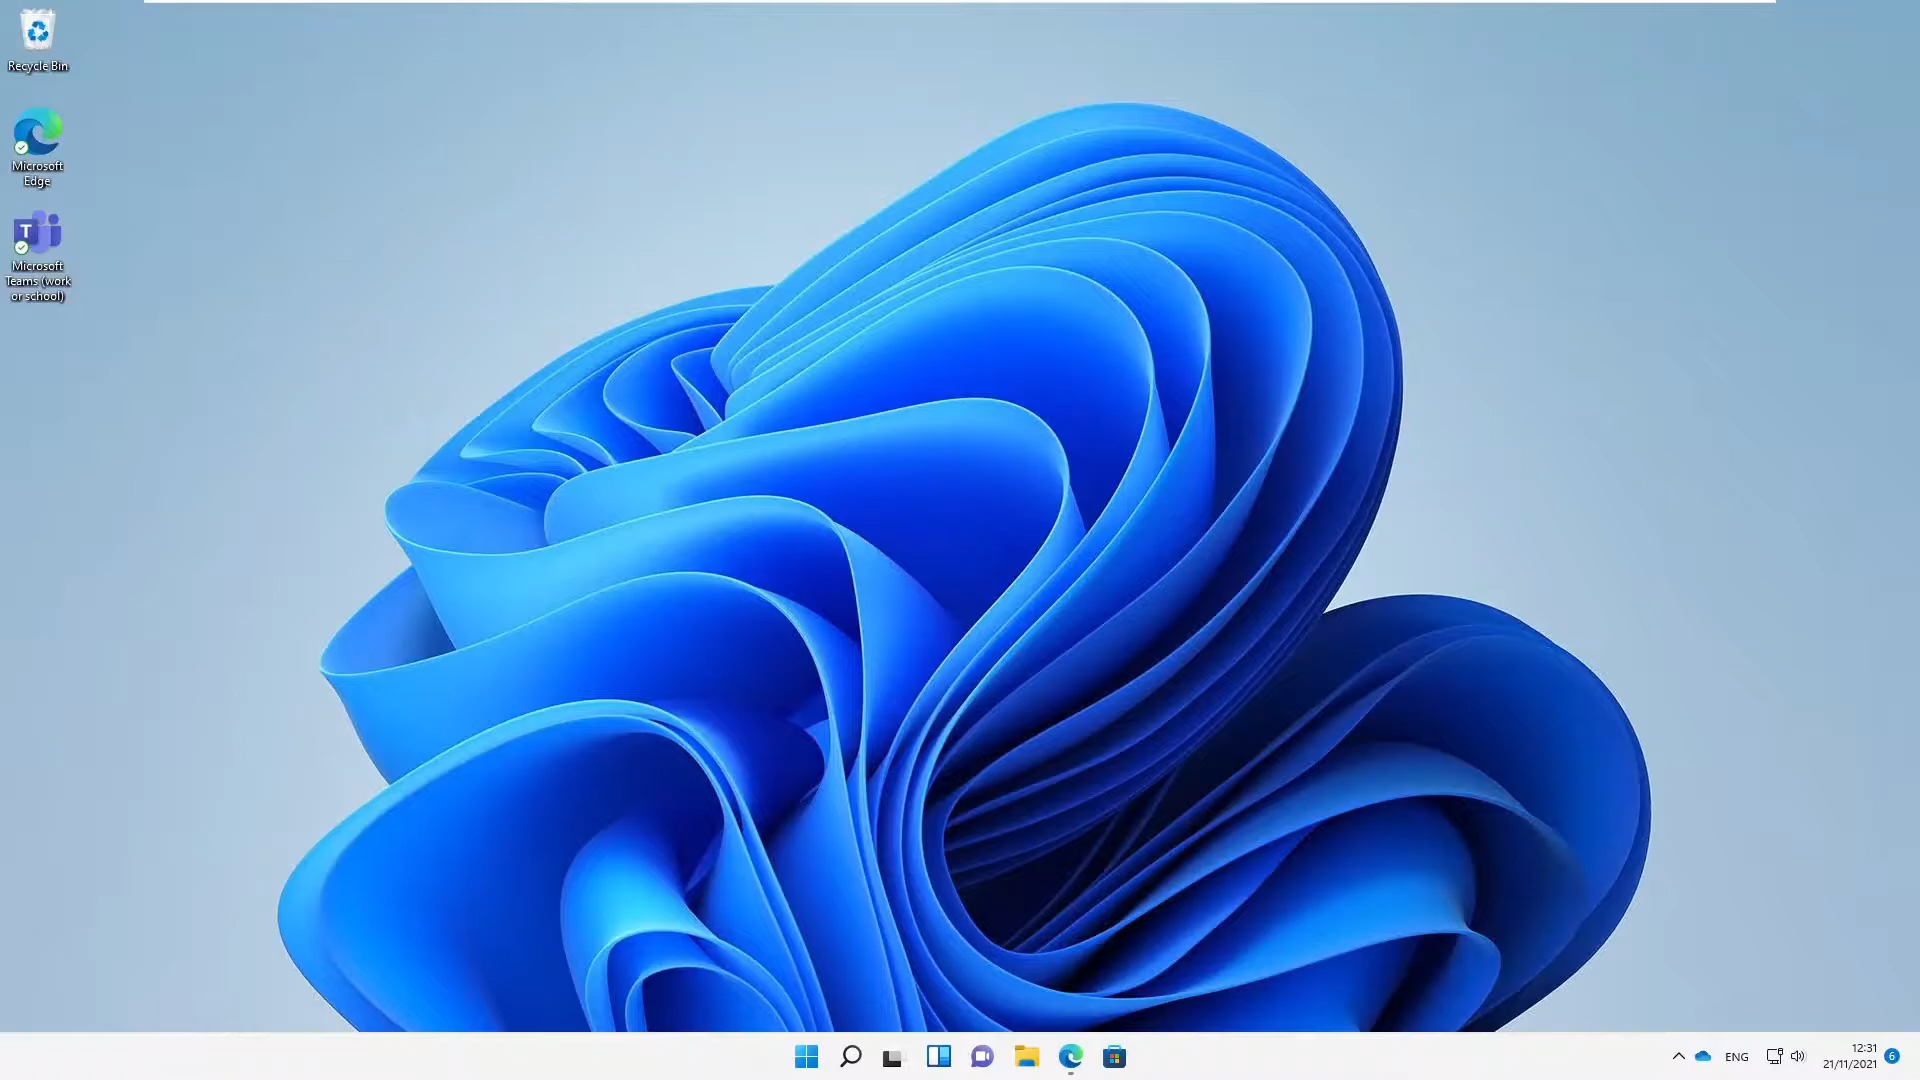 Recycle Bin
Microsoft
Edge
T
Microsoft
Teams (work
or school)
ENG
12:31
21/11/2021
6